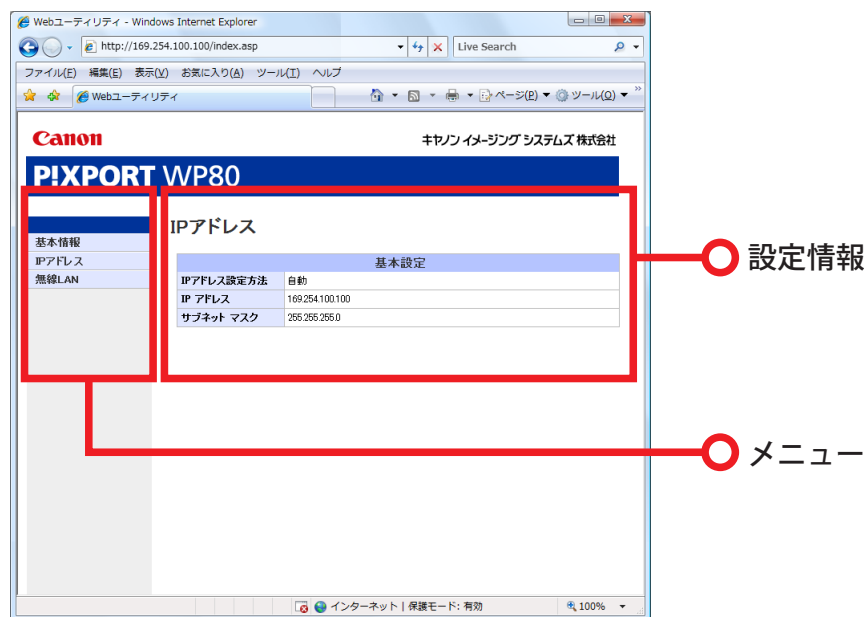 Webユーティリティ - Windows Internet Explorer
http://169.254.100.100/index.asp
Live Search
ファイル(F) 編集(E) 表示(V) お気に入り(A) ツール(T) ヘルプ
Webユーティリティ
ページ(P) ツール(O) »
Canon
キヤノン イメージング システムズ 株式会社
P!XPORT WP80
IPアドレス
基本情報
IPアドレス
無線LAN
基本設定
IPアドレス設定方法 自動
IP アドレス 169.254.100.100
サブネット マスク 255.255.255.0
設定情報
メニュー
インターネット | 保護モード: 有効
100%